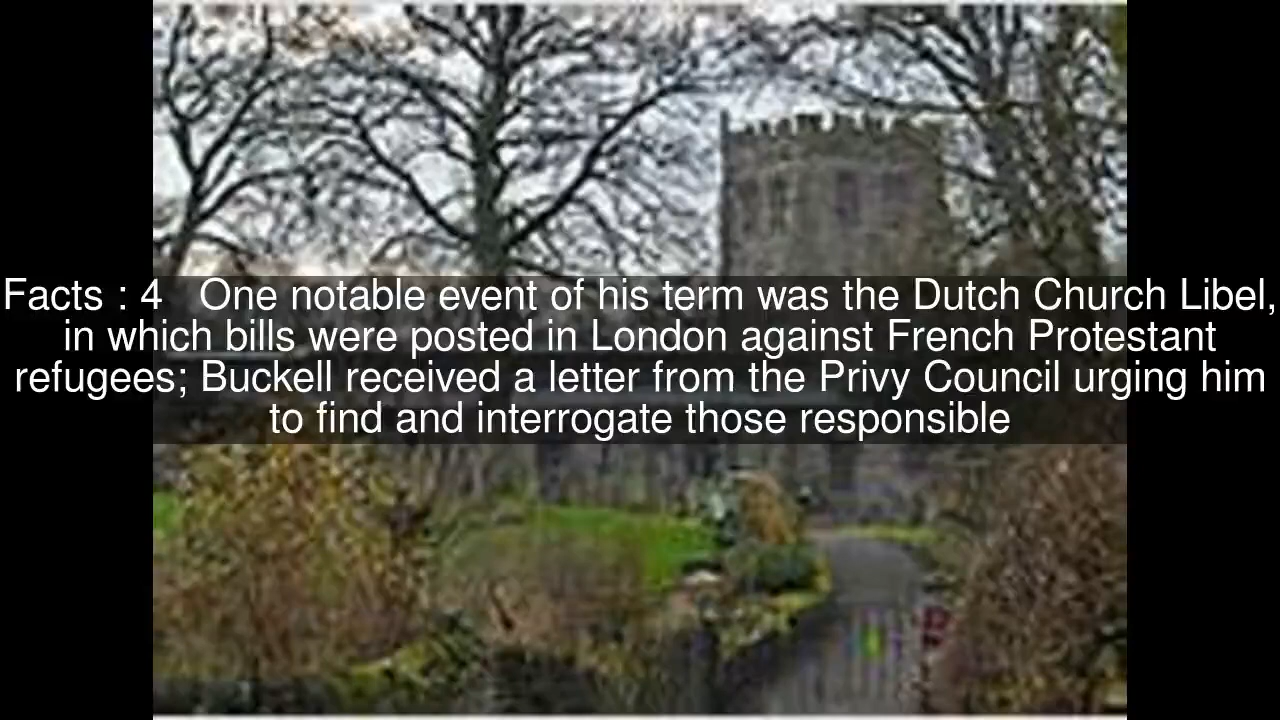 Facts : 4   One notable event of his term was the Dutch Church Libel,
in which bills were posted in London against French Protestant
refugees; Buckell received a letter from the Privy Council urging him
to find and interrogate those responsible